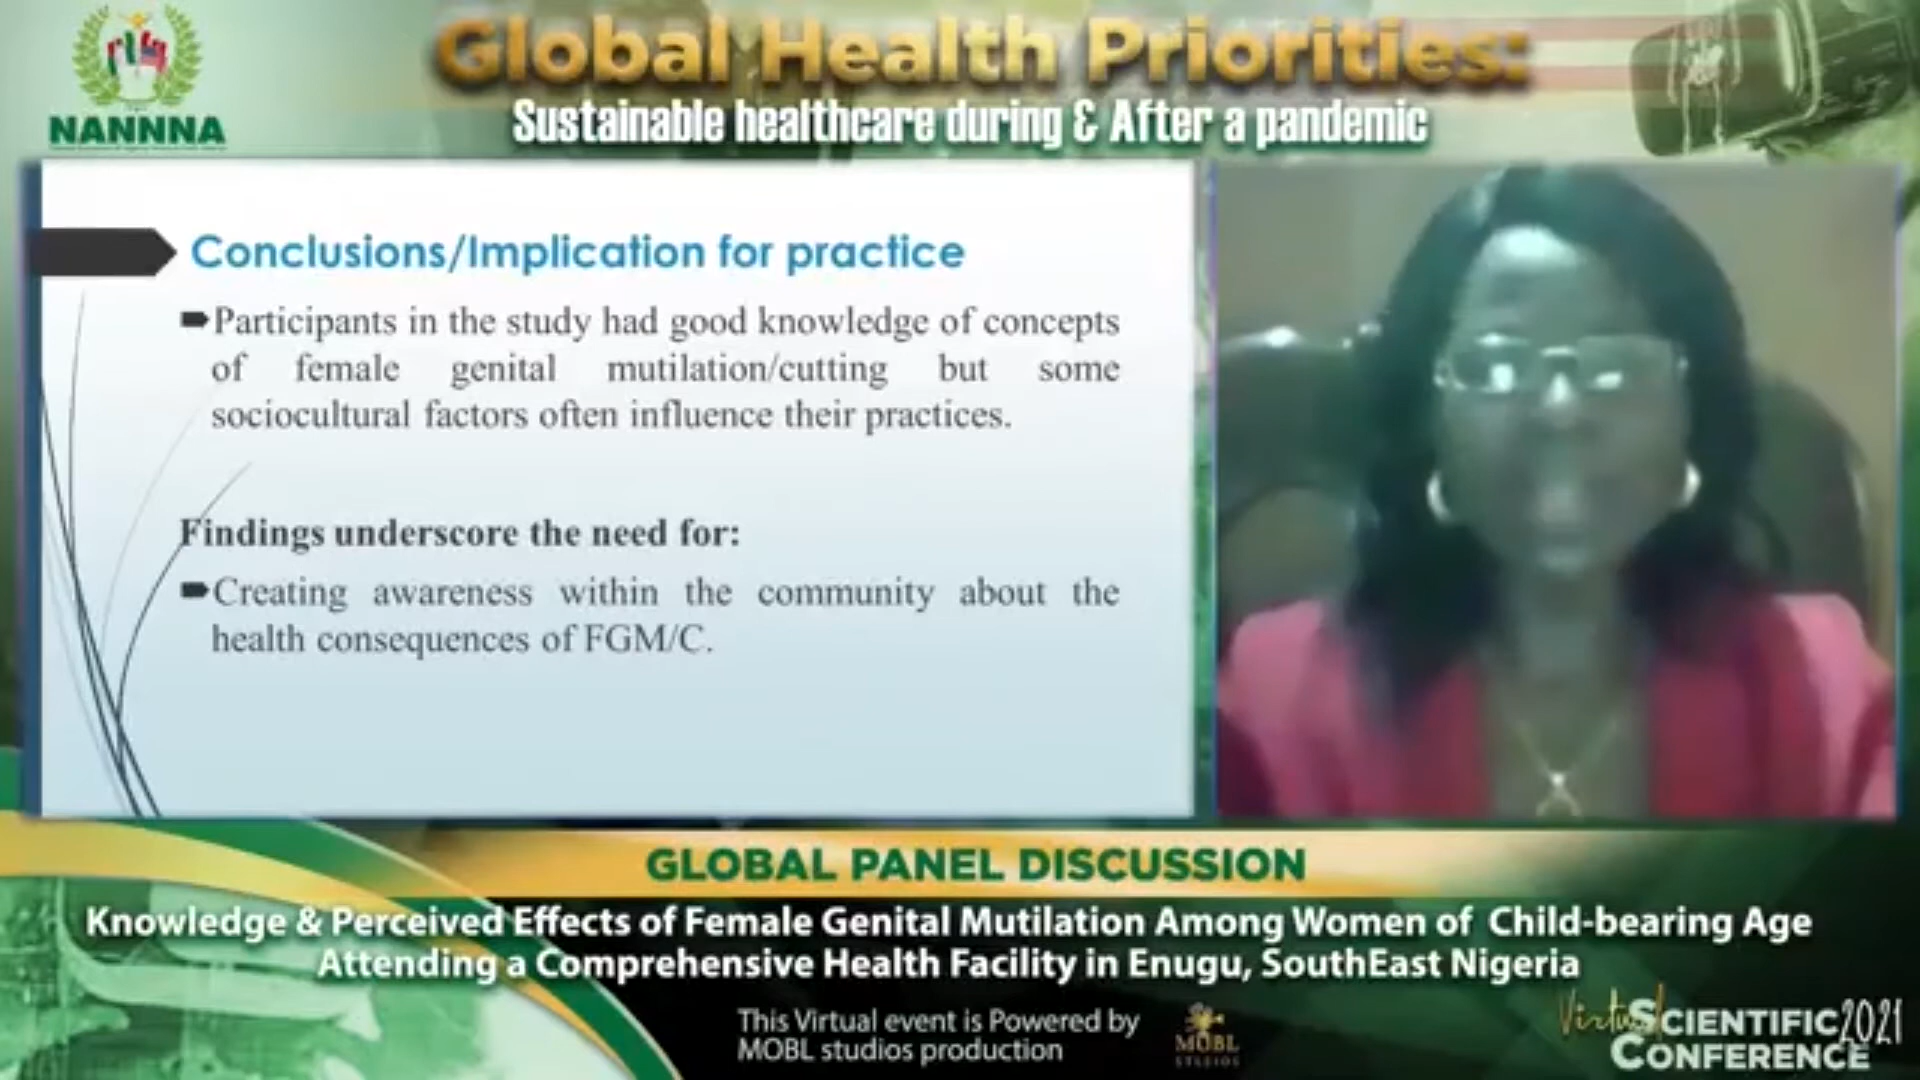 NANNNA
Global Health Priorities:
Sustainable healthcare during & After a pandemic
Conclusions/Implication for practice
Participants in the study had good knowledge of concepts
of female genital mutilation/cutting but some
sociocultural factors often influence their practices.
Findings underscore the need for:
Creating awareness within the community about the
health consequences of FGM/C.
GLOBAL PANEL DISCUSSION
Knowledge & Perceived Effects of Female Genital Mutilation Among Women of Child-bearing Age
Attending a Comprehensive Health Facility in Enugu, SouthEast Nigeria
This Virtual event is Powered by
MOBL studios production
MOBL
STUDIOS
Virtual SCIENTIFIC 2021
CONFERENCE